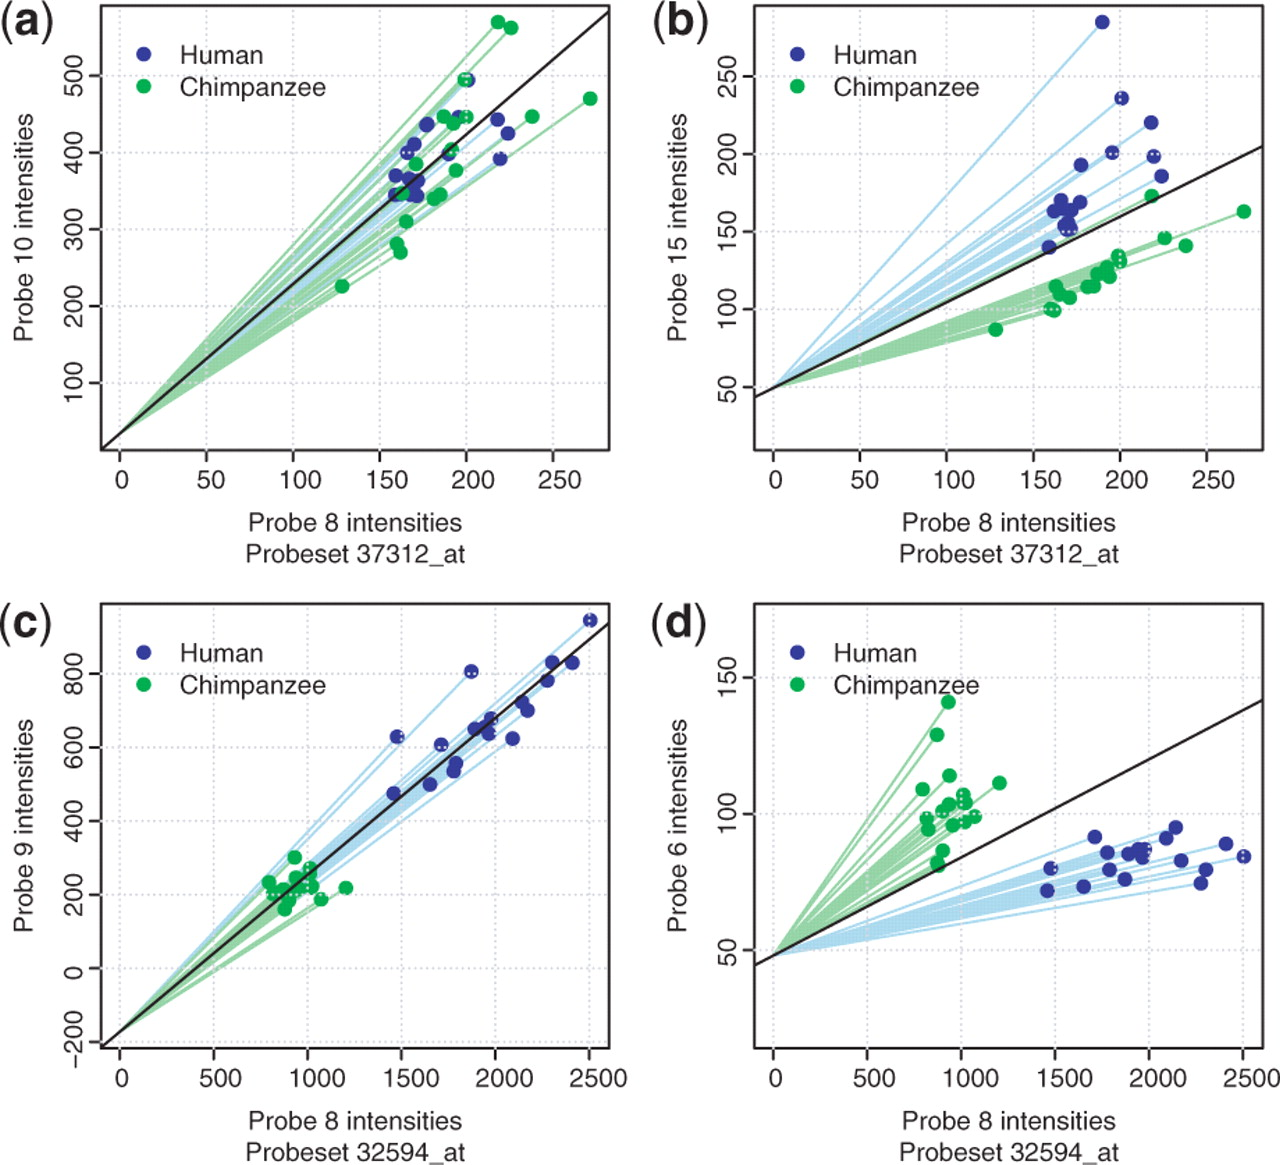 (a)
Human
Chimpanzee
Probe 10 intensities
500
400
300
200
100
0 50 100 150 200 250
Probe 8 intensities
Probeset 37312_at
(b)
Human
Chimpanzee
Probe 15 intensities
250
200
150
100
50
0 50 100 150 200 250
Probe 8 intensities
Probeset 37312_at
(c)
Human
Chimpanzee
Probe 9 intensities
800
600
400
200
0
−200
0 500 1000 1500 2000 2500
Probe 8 intensities
Probeset 32594_at
(d)
Human
Chimpanzee
Probe 6 intensities
150
100
50
0 500 1000 1500 2000 2500
Probe 8 intensities
Probeset 32594_at